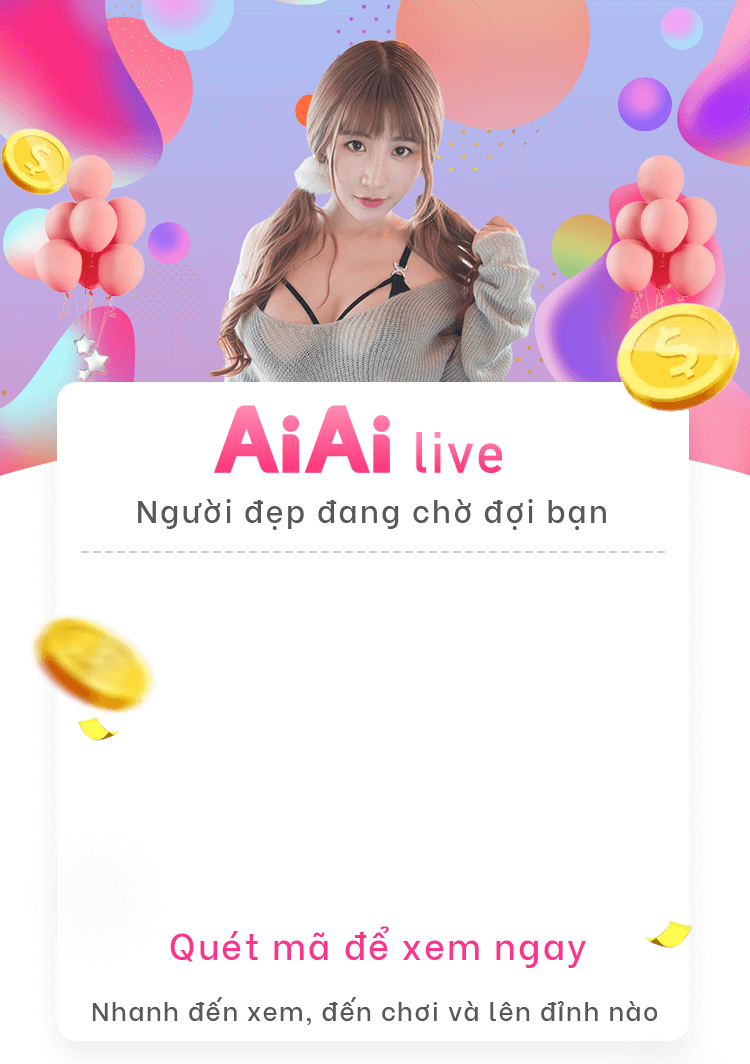 AiAi live
Người đẹp đang chờ đợi bạn
Quét mã để xem ngay
Nhanh đến xem, đến chơi và lên đỉnh nào